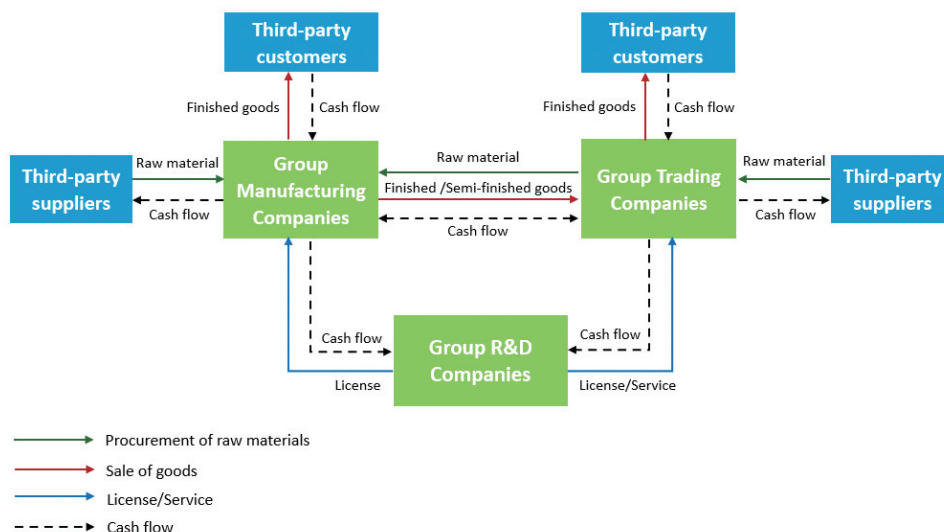 Third-party
customers
Third-party
customers
Finished goods
Cash flow
Finished goods
Cash flow
Third-party
suppliers
Raw material
Cash flow
Group
Manufacturing
Companies
Raw material
Finished /Semi-finished goods
Cash flow
Group Trading
Companies
Raw material
Cash flow
Third-party
suppliers
Cash flow
License
Group R&D
Companies
Cash flow
License/Service
Procurement of raw materials
Sale of goods
License/Service
Cash flow